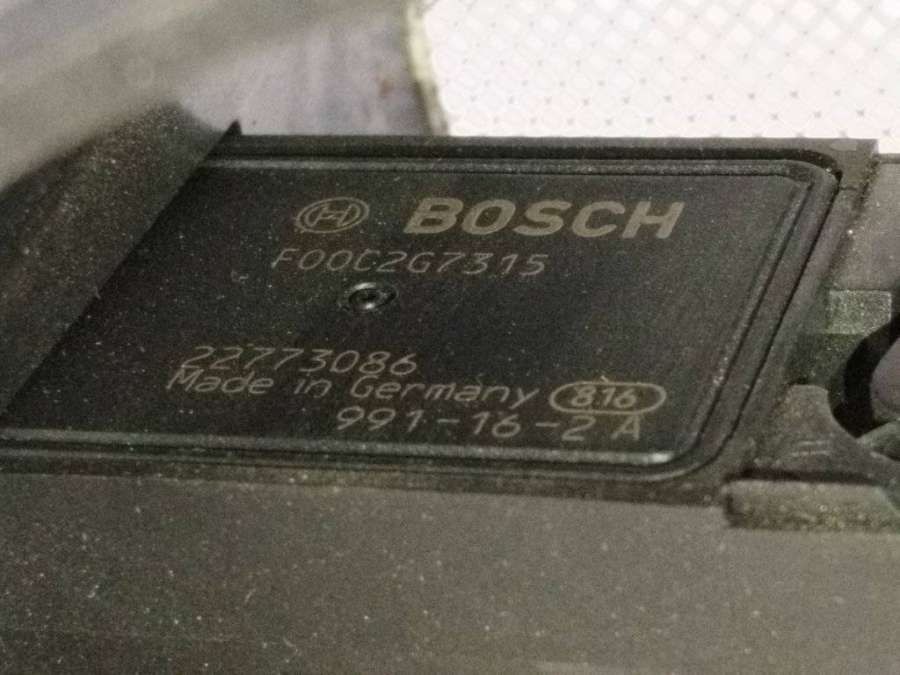 BOSCH
F00C2G7315
22773086
Made in Germany 816
991-16-2 A